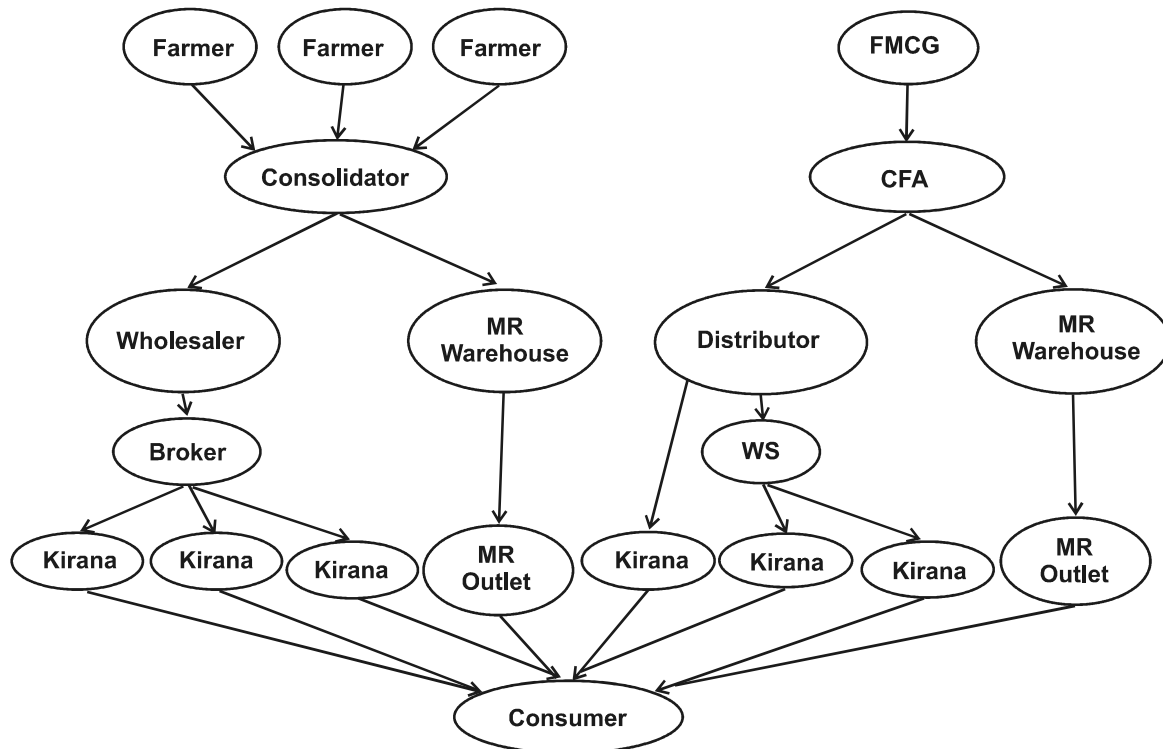 Farmer
Farmer
Farmer
FMCG
Consolidator
CFA
Wholesaler
MR
Warehouse
Distributor
MR
Warehouse
Broker
WS
Kirana
Kirana
Kirana
MR
Outlet
Kirana
Kirana
Kirana
MR
Outlet
Consumer